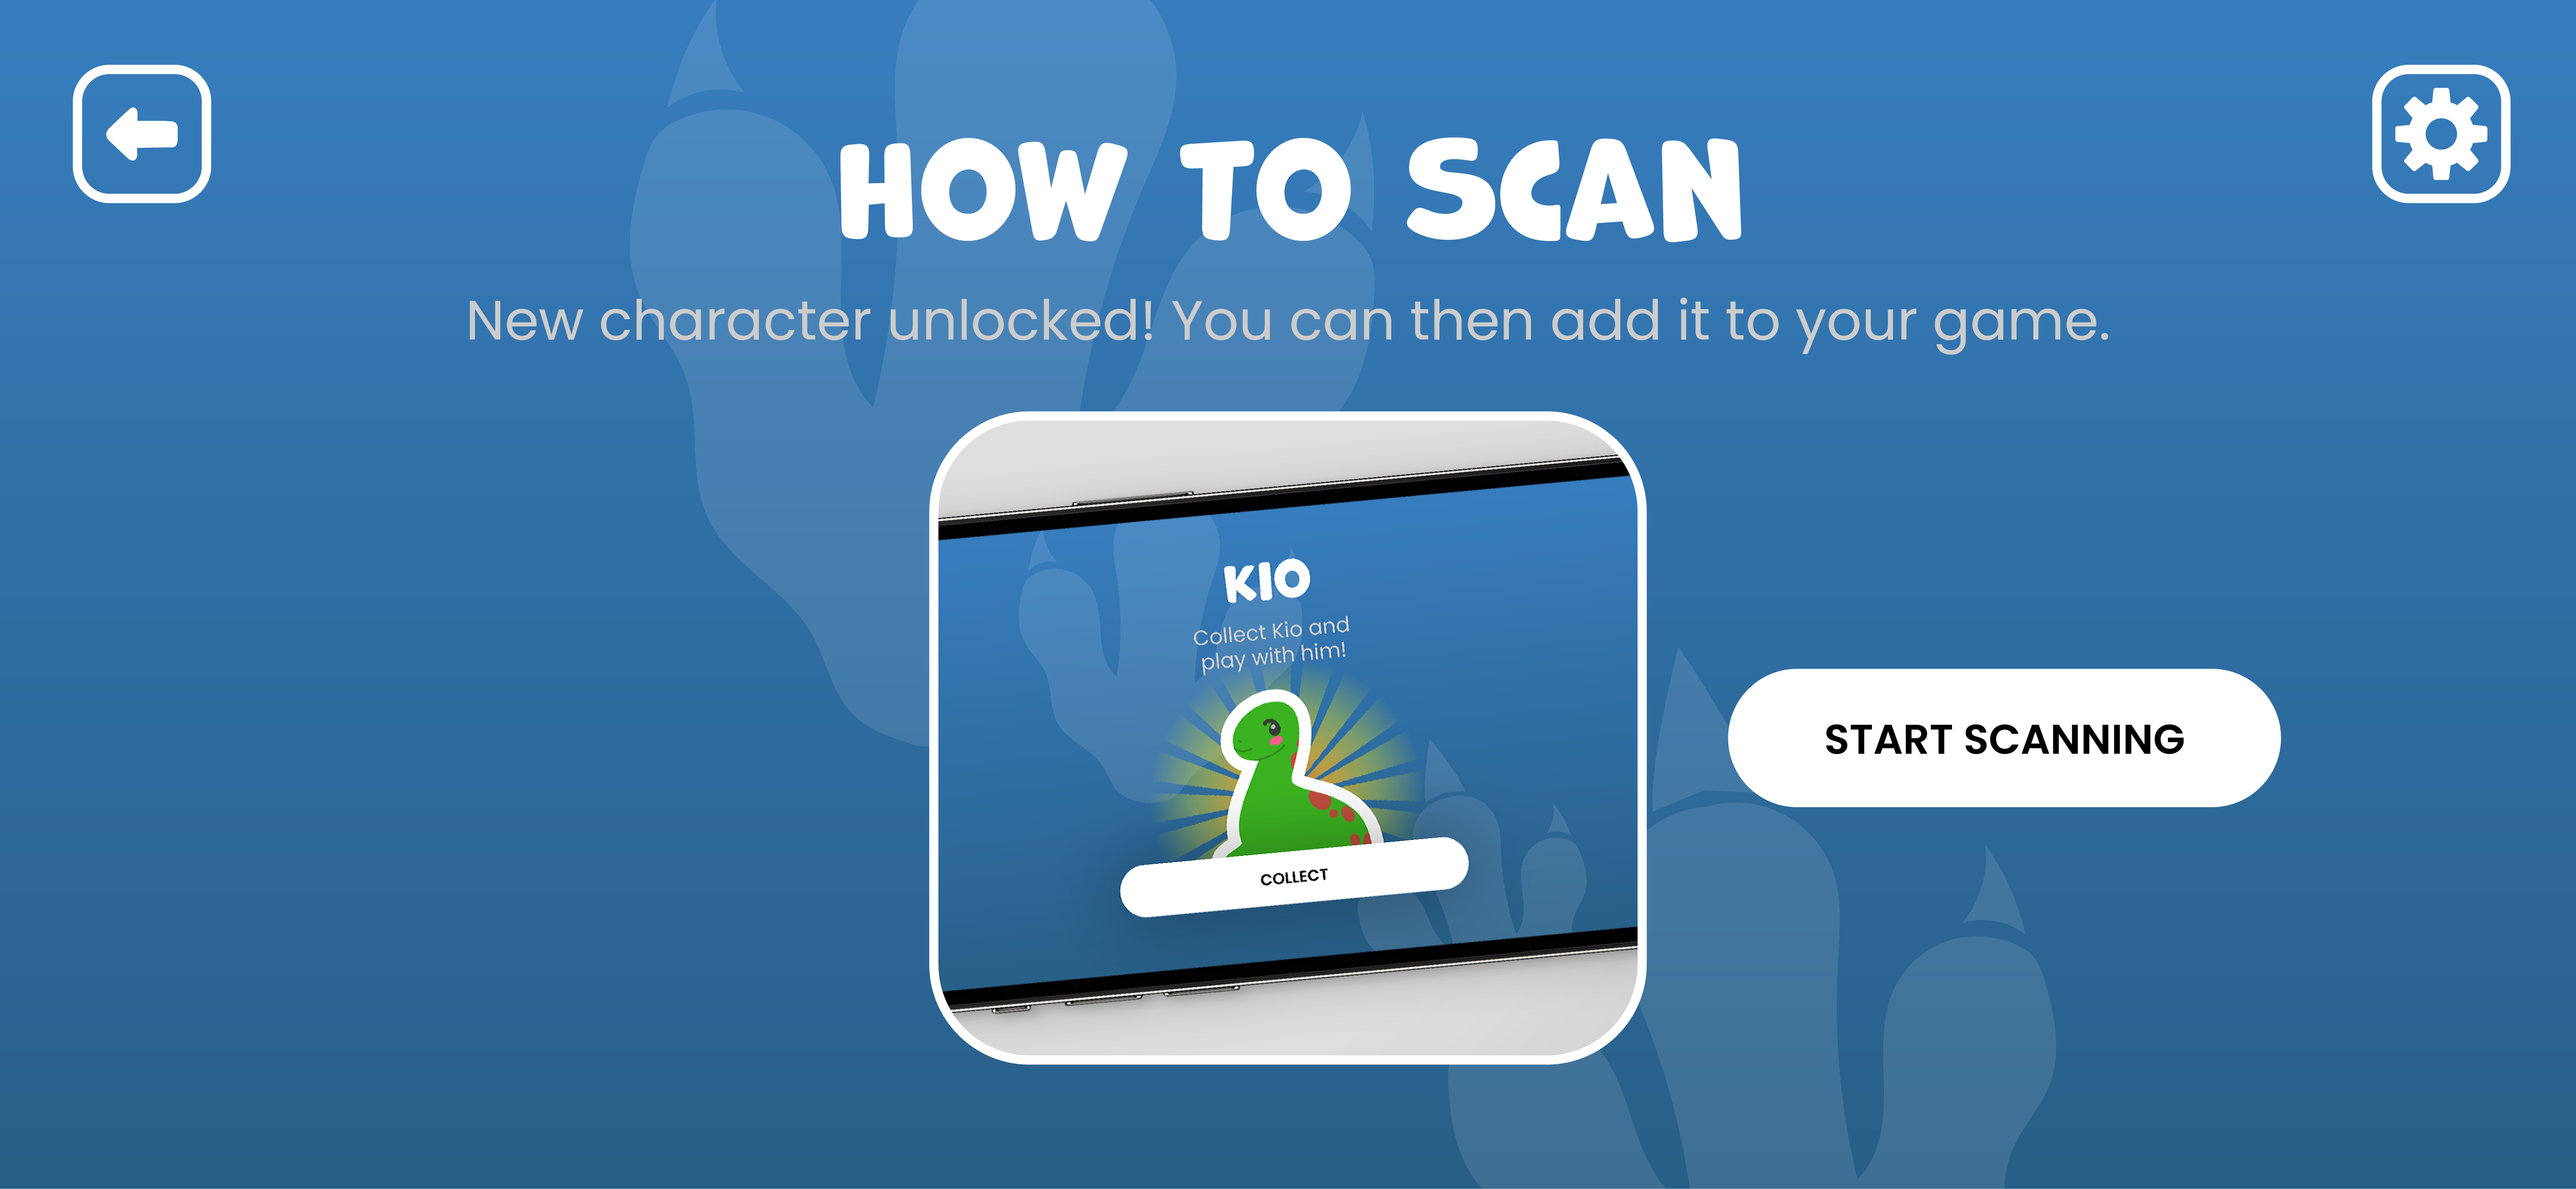 HOW TO SCAN
New character unlocked! You can then add it to your game.
KIO
Collect Kio and
play with him!
COLLECT
START SCANNING